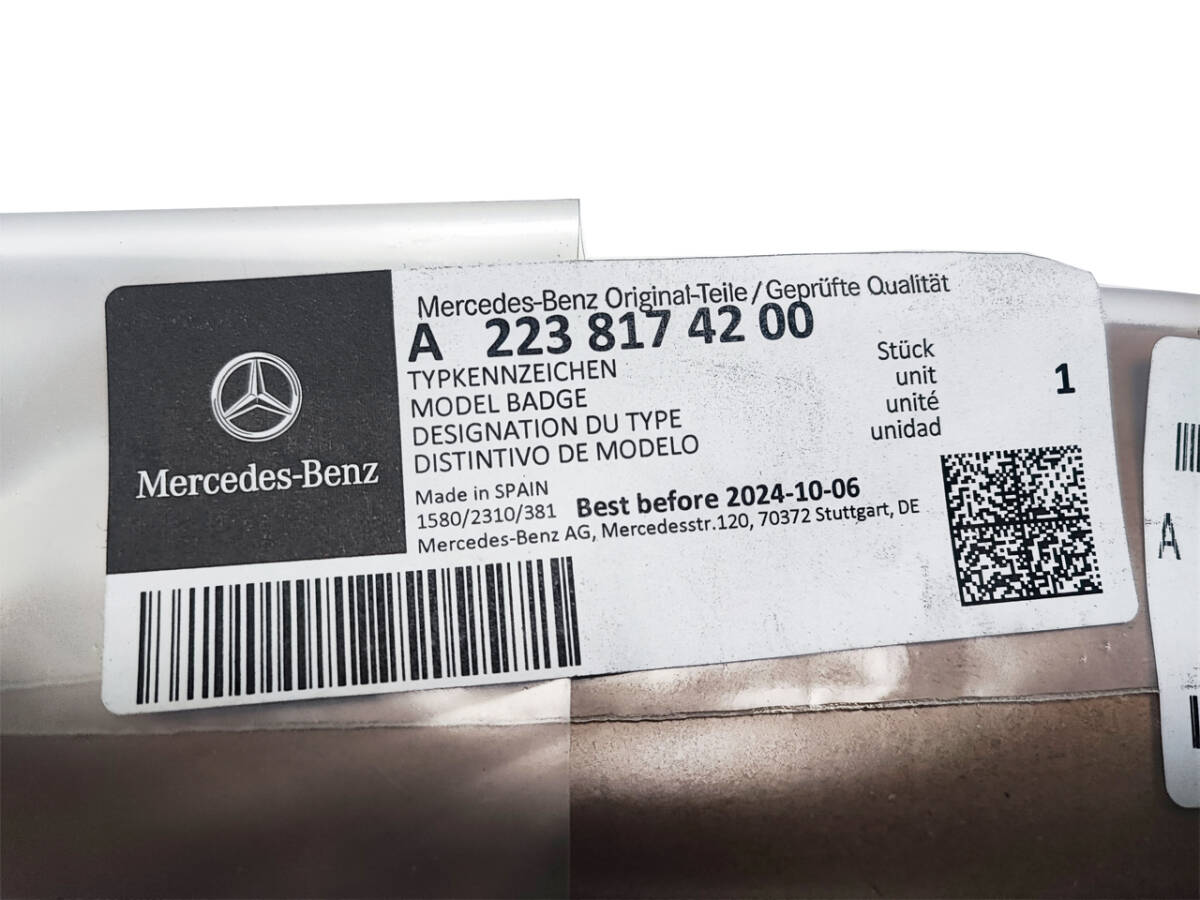 Mercedes-Benz
Mercedes-Benz Original-Teile/Geprüfte Qualität
A 223 817 42 00
TYPKENNZEICHEN
MODEL BADGE
DESIGNATION DU TYPE
DISTINTIVO DE MODELO
Stück
unit
unité
unidad
1
Made in SPAIN
1580/2310/381 Best before 2024-10-06
Mercedes-Benz AG, Mercedesstr.120, 70372 Stuttgart, DE
A